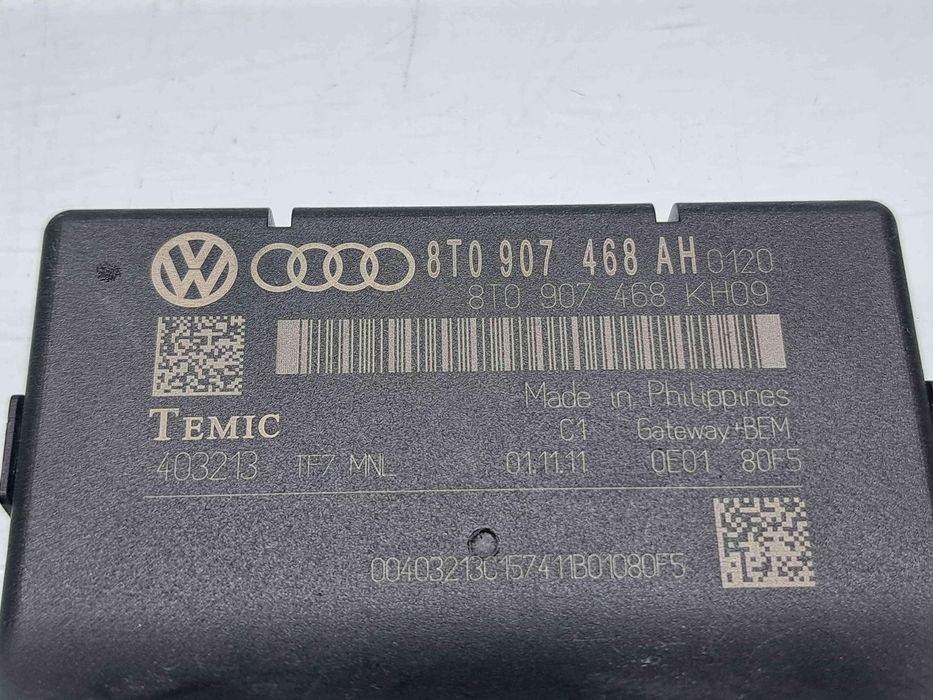 8T0 907 468 AH 0120
8T0 907 468 KH09
Made in Philippines
TEMIC C1 Gateway+BEM
403213 TF7 MNL 01.11.11 0E01 80F5
00403213C157411B01080F5